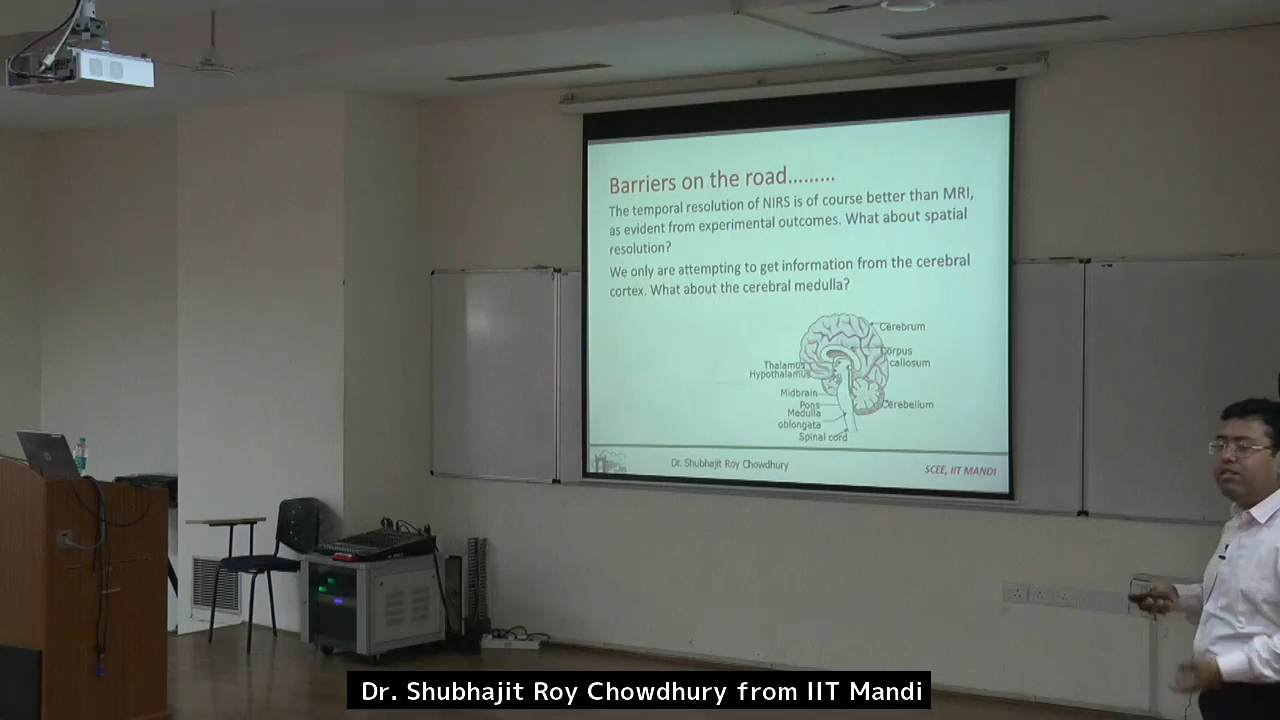 Barriers on the road.........
The temporal resolution of NIRS is of course better than MRI,
as evident from experimental outcomes. What about spatial
resolution?
We only are attempting to get information from the cerebral
cortex. What about the cerebral medulla?
Cerebrum
Corpus
callosum
Thalamus
Hypothalamus
Midbrain
Pons
Cerebellum
Medulla
oblongata
Spinal cord
Dr. Shubhajit Roy Chowdhury
SCEE, IIT MANDI
Dr. Shubhajit Roy Chowdhury from IIT Mandi